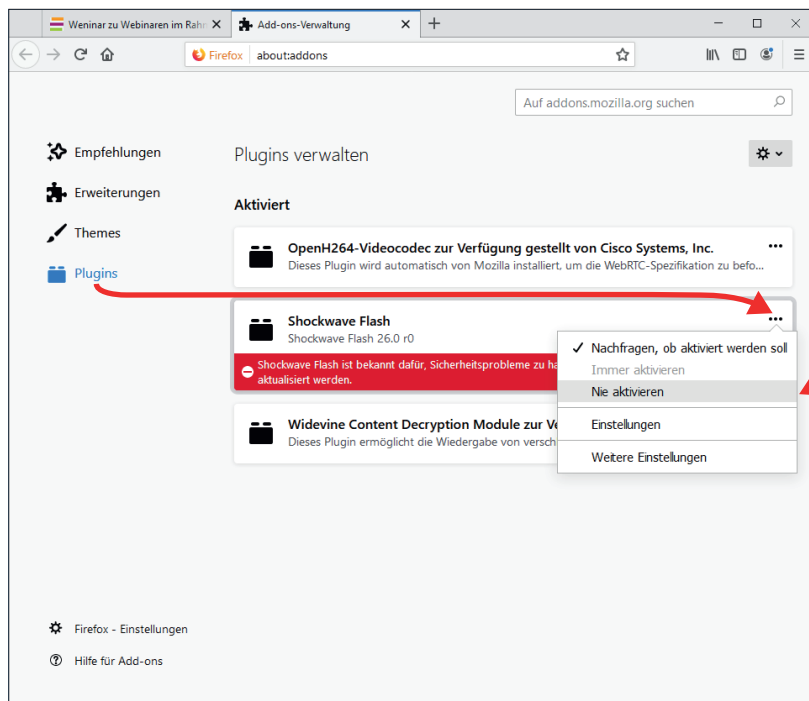 Weninar zu Webinaren im Rahm
Add-ons-Verwaltung
Firefox about:addons
Auf addons.mozilla.org suchen
Empfehlungen
Erweiterungen
Themes
Plugins
Plugins verwalten
Aktiviert
OpenH264-Videocodec zur Verfügung gestellt von Cisco Systems, Inc.
Dieses Plugin wird automatisch von Mozilla installiert, um die WebRTC-Spezifikation zu befo...
Shockwave Flash
Shockwave Flash 26.0 r0
Shockwave Flash ist bekannt dafür, Sicherheitsprobleme zu ha
aktualisiert werden.
Nachfragen, ob aktiviert werden soll
Immer aktivieren
Nie aktivieren
Einstellungen
Weitere Einstellungen
Widevine Content Decryption Module zur Ve
Dieses Plugin ermöglicht die Wiedergabe von versch
Firefox - Einstellungen
Hilfe für Add-ons